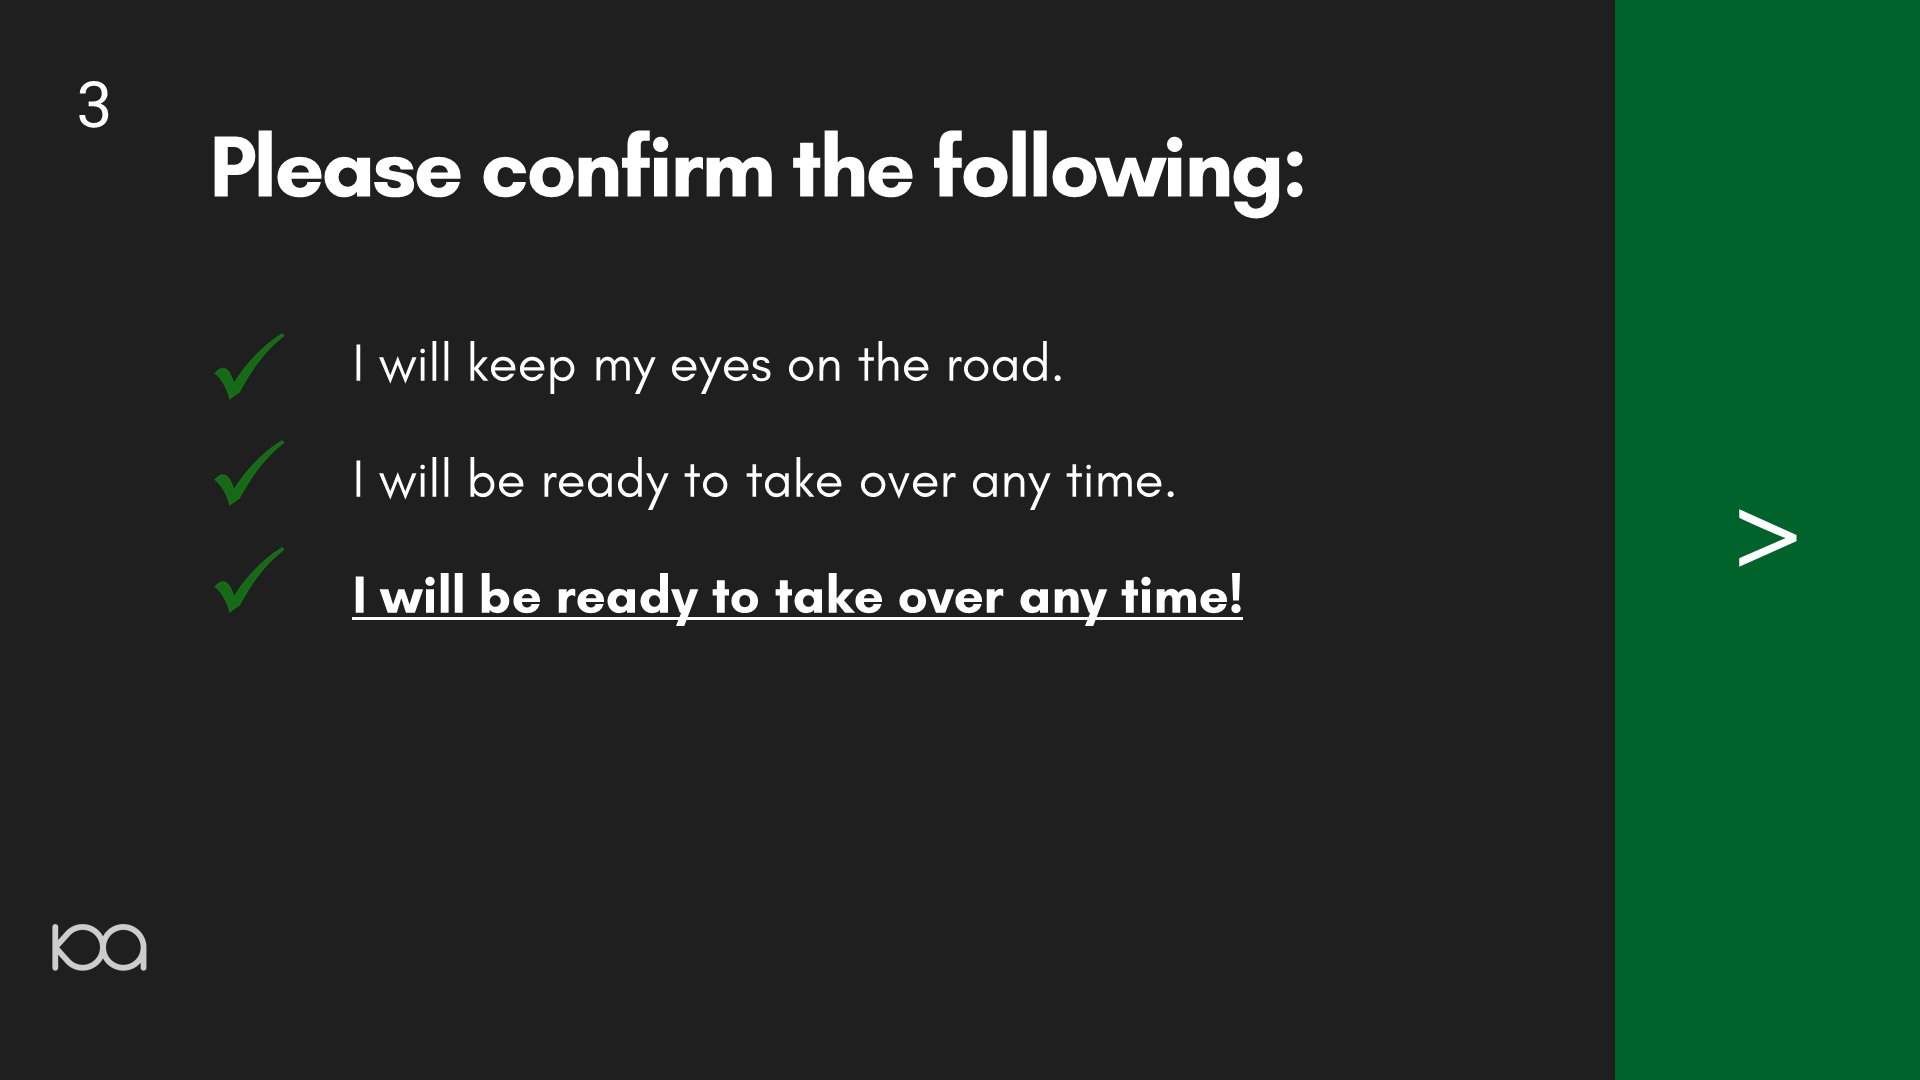 3
Please confirm the following:
I will keep my eyes on the road.
I will be ready to take over any time.
I will be ready to take over any time!
>
koa